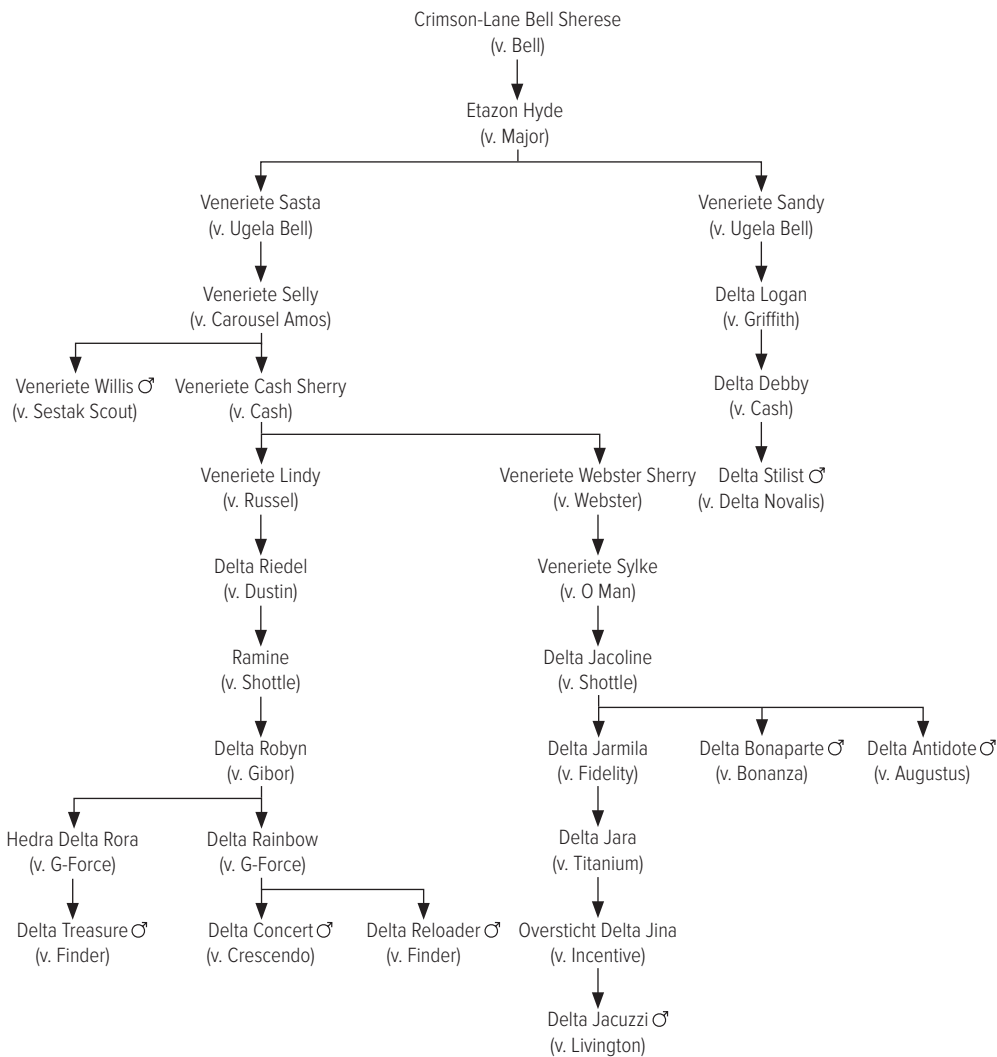 Crimson-Lane Bell Sherese
(v. Bell)
Etazon Hyde
(v. Major)
Veneriete Sasta
(v. Ugela Bell)
Veneriete Sandy
(v. Ugela Bell)
Veneriete Selly
(v. Carousel Amos)
Delta Logan
(v. Griffith)
Veneriete Willis ♂
(v. Sestak Scout)
Veneriete Cash Sherry
(v. Cash)
Delta Debby
(v. Cash)
Veneriete Lindy
(v. Russel)
Veneriete Webster Sherry
(v. Webster)
Delta Stilist ♂
(v. Delta Novalis)
Delta Riedel
(v. Dustin)
Veneriete Sylke
(v. O Man)
Ramine
(v. Shottle)
Delta Jacoline
(v. Shottle)
Delta Robyn
(v. Gibor)
Delta Jarmila
(v. Fidelity)
Delta Bonaparte ♂
(v. Bonanza)
Delta Antidote ♂
(v. Augustus)
Hedra Delta Rora
(v. G-Force)
Delta Rainbow
(v. G-Force)
Delta Jara
(v. Titanium)
Delta Treasure ♂
(v. Finder)
Delta Concert ♂
(v. Crescendo)
Delta Reloader ♂
(v. Finder)
Oversticht Delta Jina
(v. Incentive)
Delta Jacuzzi ♂
(v. Livington)